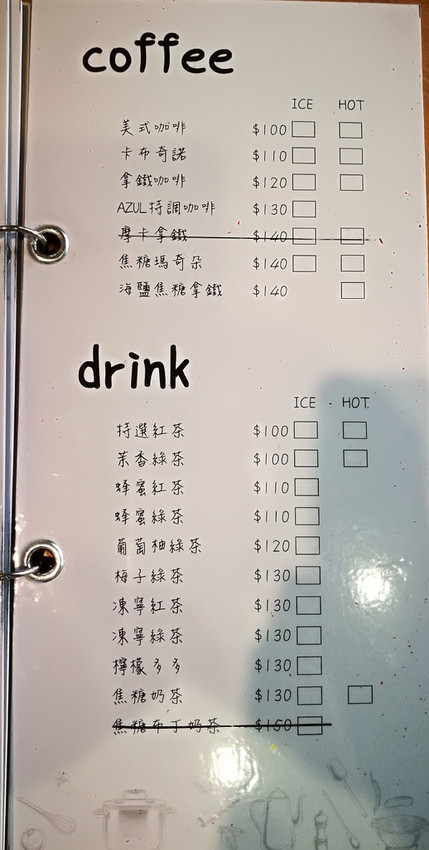 coffee
ICE HOT
美式咖啡 $100
卡布奇諾 $110
拿鐵咖啡 $120
AZUL特調咖啡 $130
摩卡拿鐵 $140
焦糖瑪奇朵 $140
海鹽焦糖拿鐵 $140
drink
ICE · HOT
特選紅茶 $100
茉香綠茶 $100
蜂蜜紅茶 $110
蜂蜜綠茶 $110
葡萄柚綠茶 $120
梅子綠茶 $130
凍檸紅茶 $130
凍檸綠茶 $130
檸檬多多 $130
焦糖奶茶 $130
焦糖布丁奶茶 $150